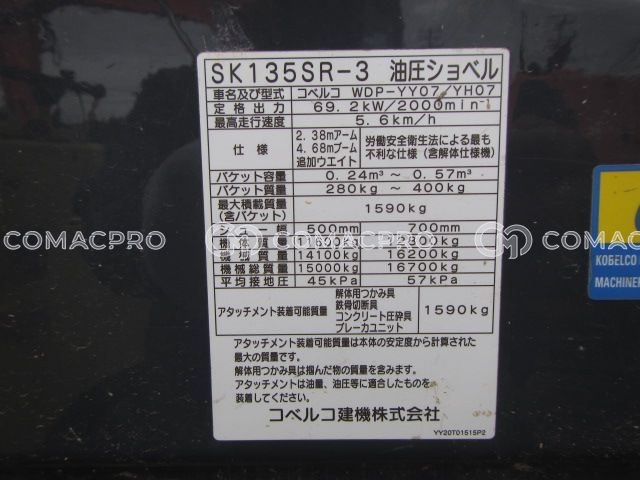 SK135SR-3 油圧ショベル
車名及び型式 コベルコ WDP-YY07/YH07
定格出力 69.2kW/2000min⁻¹
最高走行速度 5.6km/h
仕様 2.38mアーム 4.68mブーム 追加ウエイト 労働安全衛生法による最も不利な仕様(含解体仕様機)
バケット容量 0.24m³ ~ 0.57m³
バケット質量 280kg ~ 400kg
最大積載質量(含バケット) 1590kg
シュー幅 500mm 700mm
COMACPRO COMACPRO COMACPRO COMACPRO
機械質量 14100kg 16200kg
機械総質量 15000kg 16700kg
平均接地圧 45kPa 57kPa
アタッチメント装着可能質量 解体用つかみ具 鉄骨切断具 コンクリート圧砕具 ブレーカユニット 1590kg
アタッチメント装着可能質量は本体の安定度から計算した
最大の質量です。
解体用つかみ具は掴んだ物の質量を含みます。
アタッチメントは油量、油圧等に適合したものを
装着してください。
コベルコ建機株式会社
YY20T01515P2
KOBELCO
MACHINER